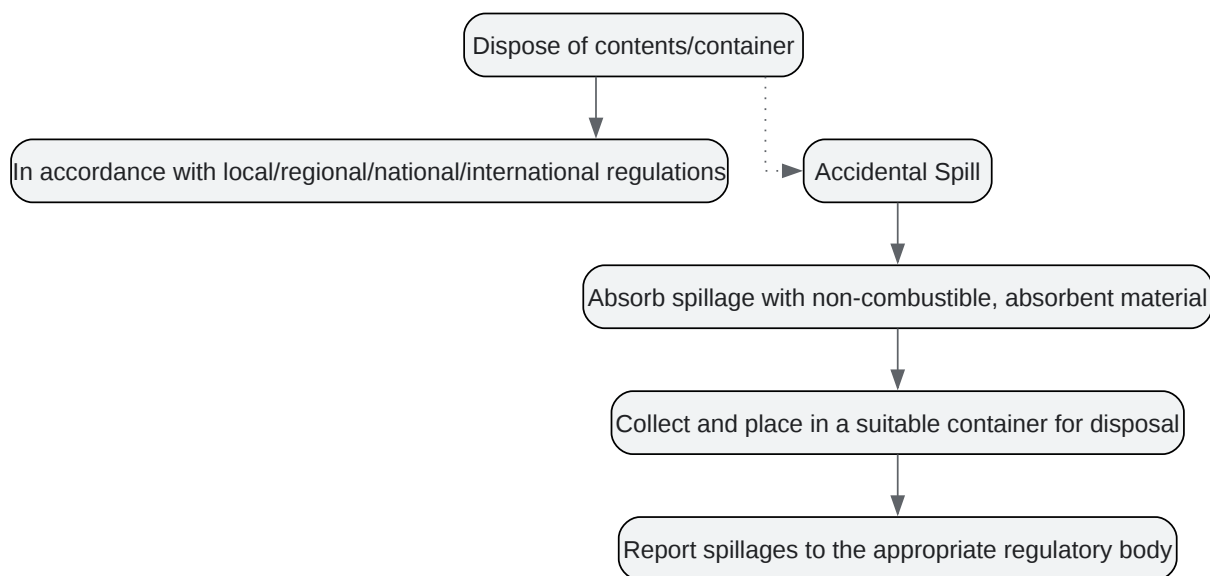 Dispose of contents/container
In accordance with local/regional/national/international regulations
Accidental Spill
Absorb spillage with non-combustible, absorbent material
Collect and place in a suitable container for disposal
Report spillages to the appropriate regulatory body